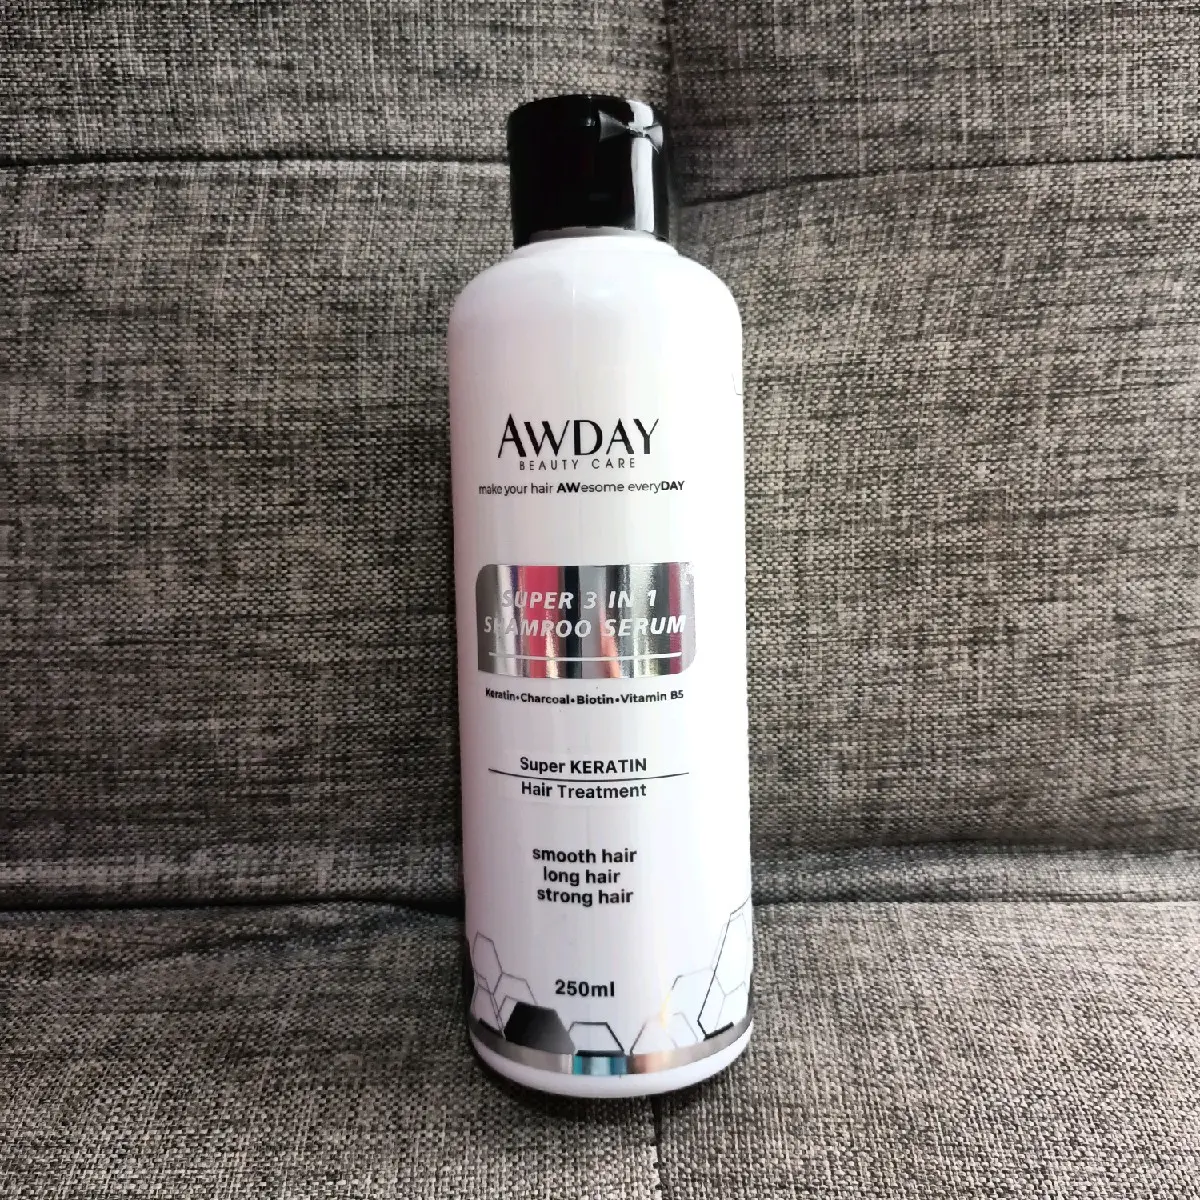 AWDAY
BEAUTY CARE
make your hair AWesome everyDAY
SUPER 3 IN 1
SHAMPOO SERUM
Keratin•Charcoal•Biotin•Vitamin B5
Super KERATIN
Hair Treatment
smooth hair
long hair
strong hair
250ml